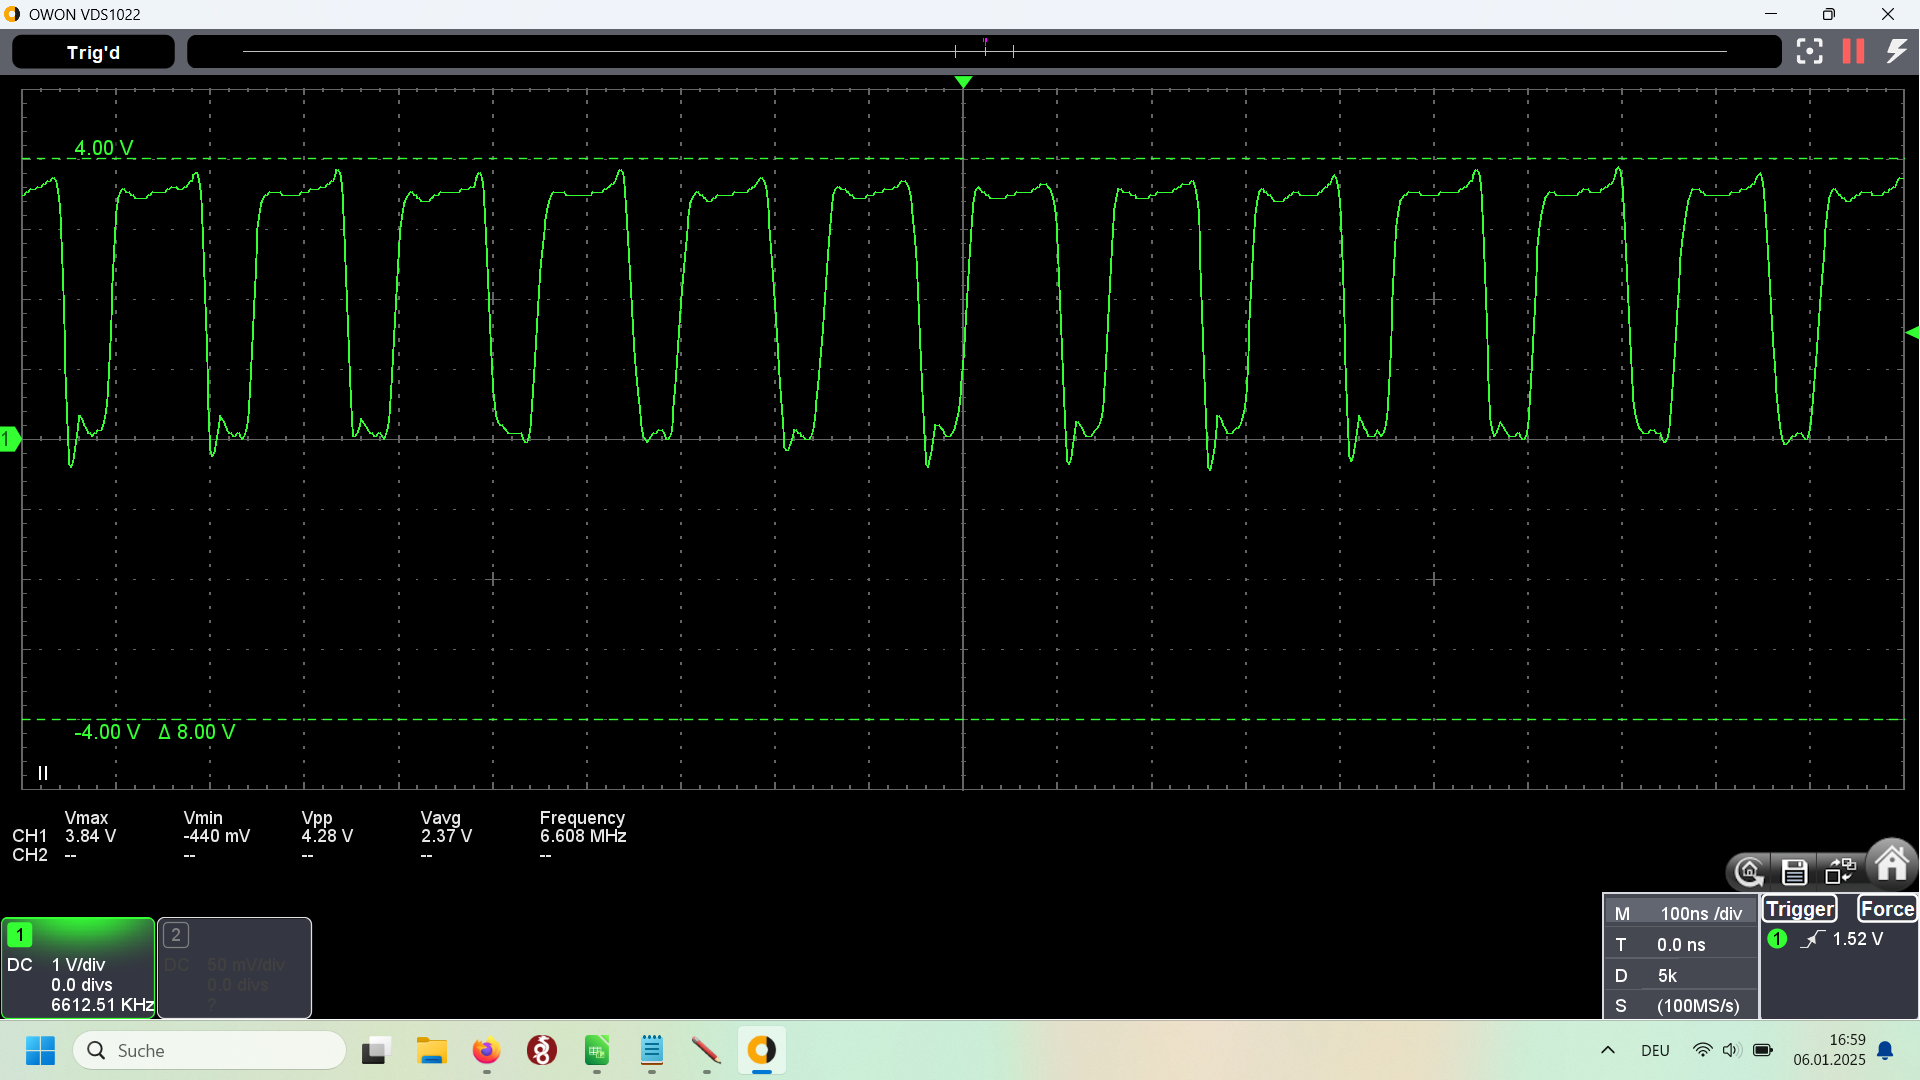 OWON VDS1022
Trig'd
4.00 V
1
-4.00 V Δ 8.00 V
II
Vmax Vmin Vpp Vavg Frequency
CH1 3.84 V -440 mV 4.28 V 2.37 V 6.608 MHz
CH2 -- -- -- -- --
1
DC 1 V/div
0.0 divs
6612.51 KHz
2
DC 50 mV/div
0.0 divs
?
M 100ns /div
T 0.0 ns
D 5k
S (100MS/s)
Trigger Force
1 1.52 V
Suche
DEU
16:59
06.01.2025